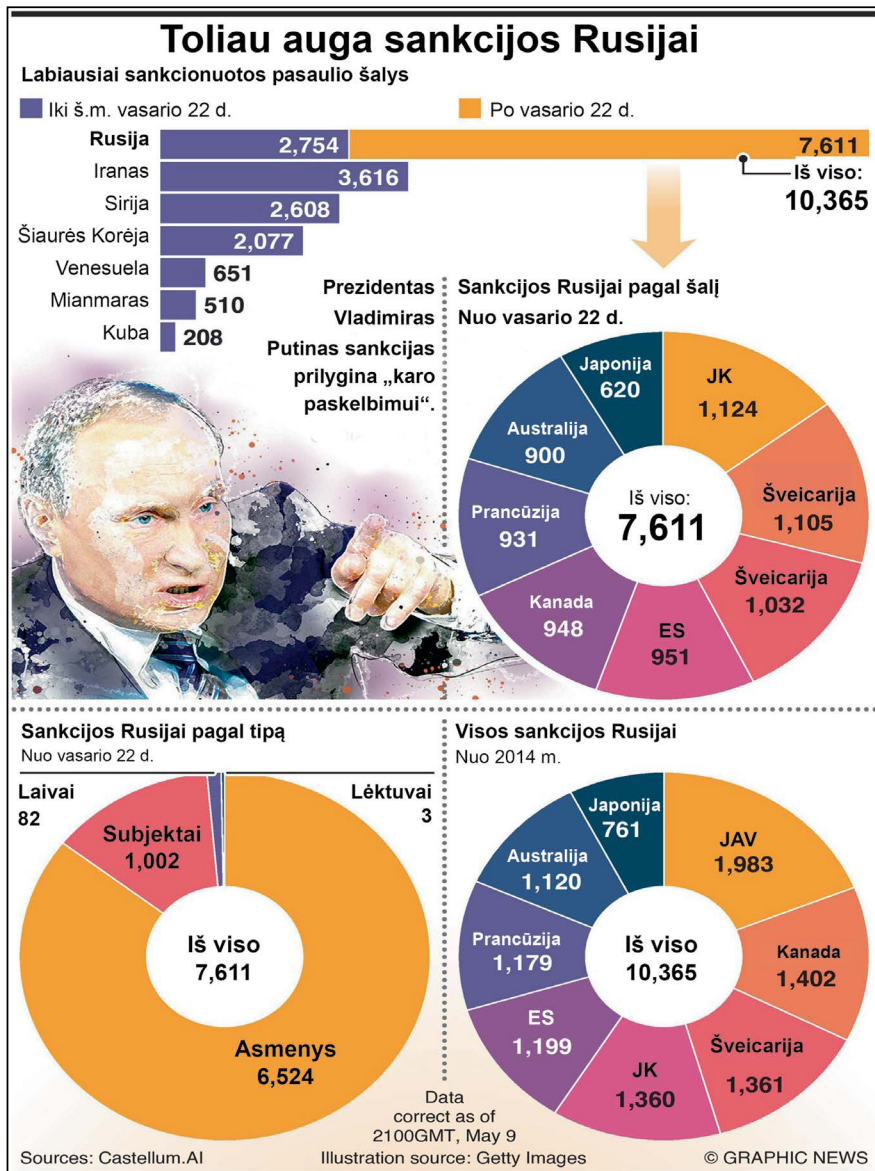 Toliau auga sankcijos Rusijai
Labiausiai sankcionuotos pasaulio šalys
Iki š.m. vasario 22 d.
Po vasario 22 d.
Rusija 2,754 7,611
Iš viso:
10,365
Iranas 3,616
Sirija 2,608
Šiaurės Korėja 2,077
Venesuela 651
Mianmaras 510
Kuba 208
Prezidentas
Vladimiras
Putinas sankcijas
prilygina „karo
paskelbimui“.
Sankcijos Rusijai pagal šalį
Nuo vasario 22 d.
JK
1,124
Šveicarija
1,105
Šveicarija
1,032
ES
951
Kanada
948
Prancūzija
931
Australija
900
Japonija
620
Iš viso:
7,611
Sankcijos Rusijai pagal tipą
Nuo vasario 22 d.
Laivai
82
Lėktuvai
3
Subjektai
1,002
Iš viso
7,611
Asmenys
6,524
Visos sankcijos Rusijai
Nuo 2014 m.
JAV
1,983
Kanada
1,402
Šveicarija
1,361
JK
1,360
ES
1,199
Prancūzija
1,179
Australija
1,120
Japonija
761
Iš viso
10,365
Data
correct as of
2100GMT, May 9
Sources: Castellum.AI
Illustration source: Getty Images
© GRAPHIC NEWS